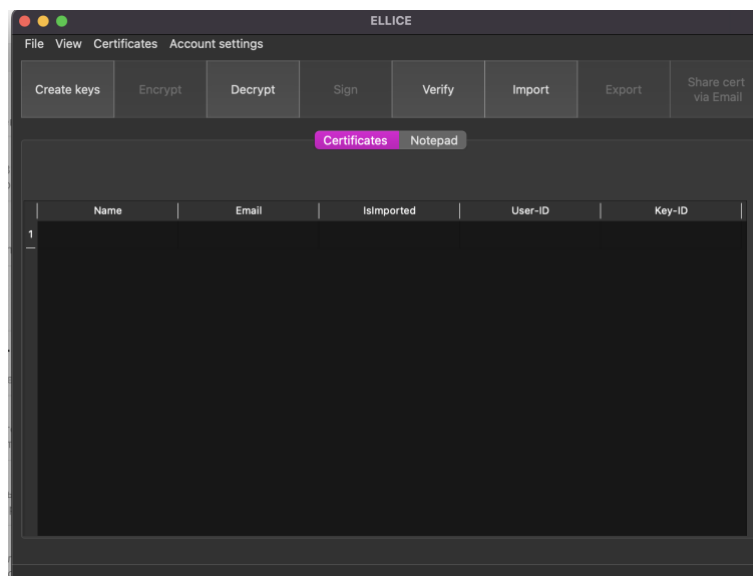 ELLICE
File View Certificates Account settings
Create keys Encrypt Decrypt Sign Verify Import Export Share cert
via Email
Certificates Notepad
Name Email IsImported User-ID Key-ID
1